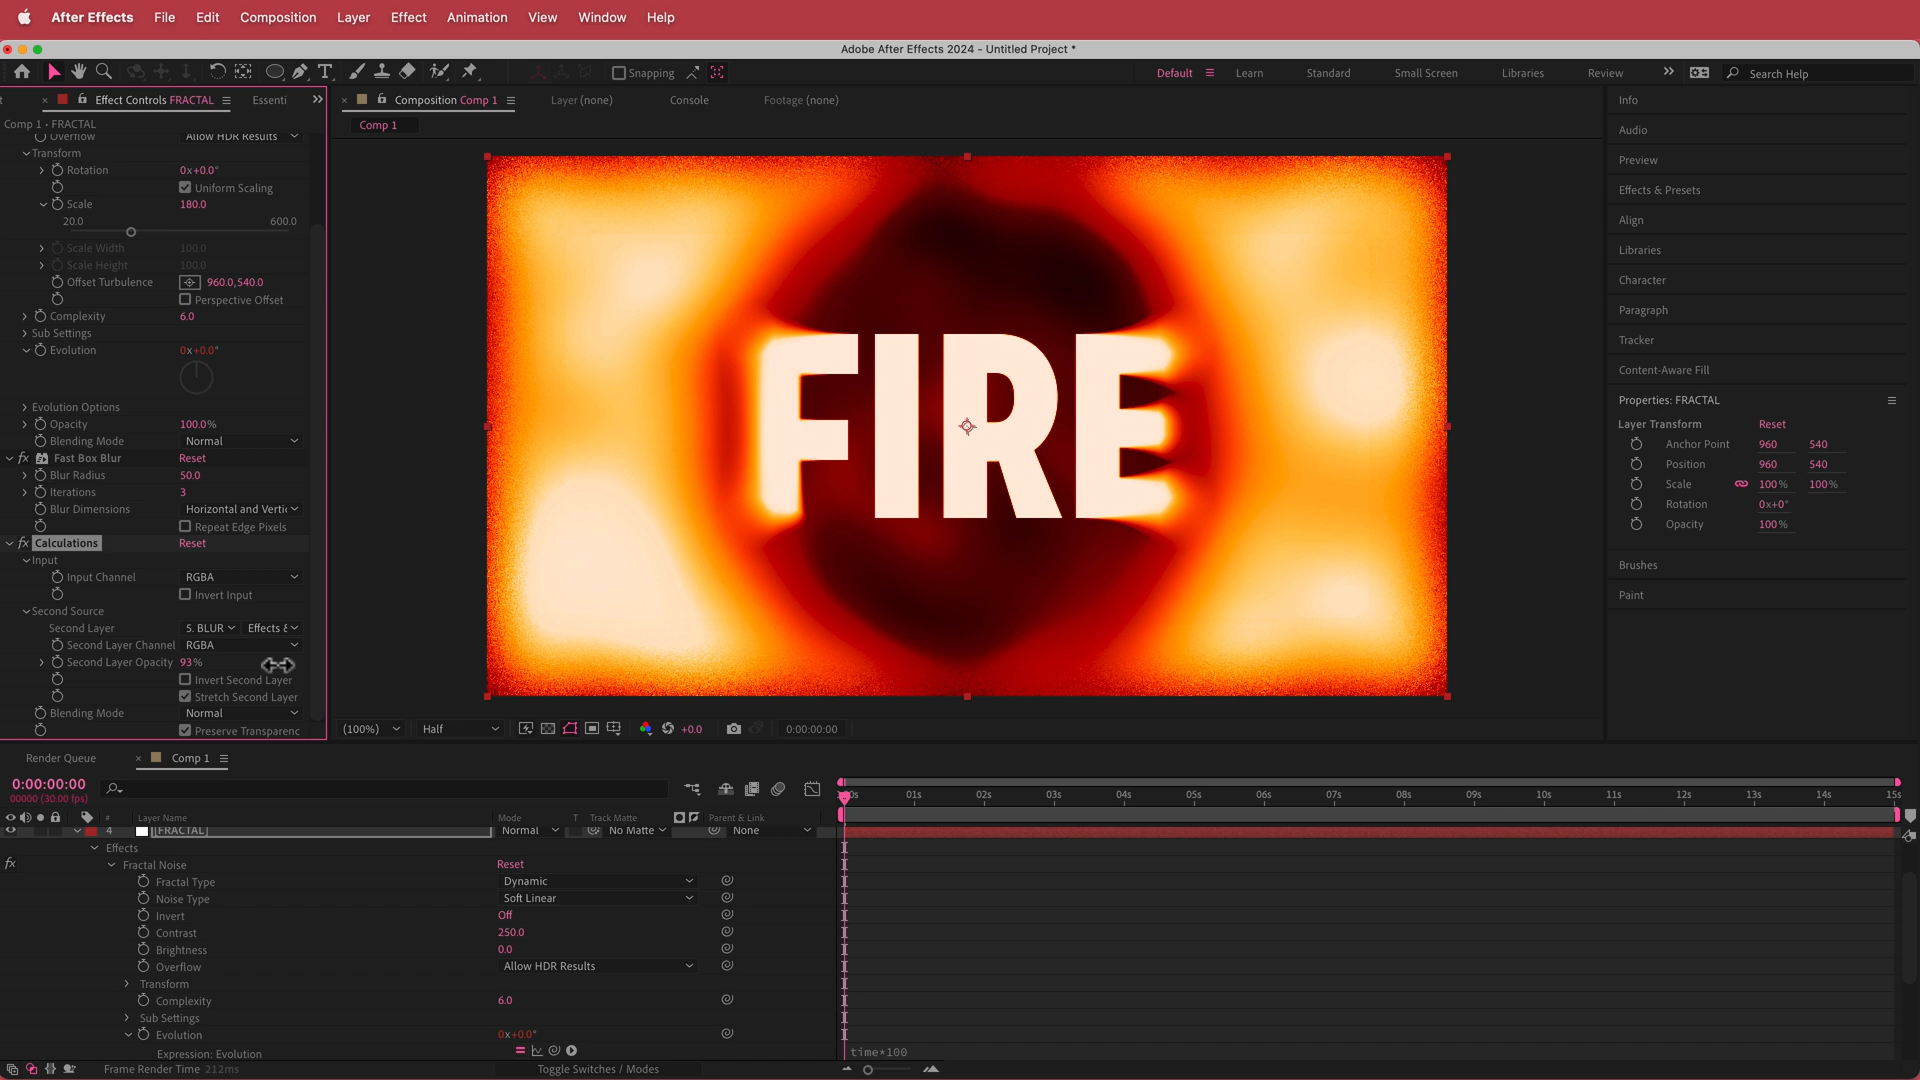 After Effects File Edit Composition Layer Effect Animation View Window Help
Adobe After Effects 2024 - Untitled Project *
Snapping
Default Learn Standard Small Screen Libraries Review Search Help
Effect Controls FRACTAL Essenti
Comp 1 • FRACTAL
Overflow Allow HDR Results
Transform
Rotation 0x+0.0°
Uniform Scaling
Scale 180.0
20.0 600.0
Scale Width 100.0
Scale Height 100.0
Offset Turbulence 960.0,540.0
Perspective Offset
Complexity 6.0
Sub Settings
Evolution 0x+0.0°
Evolution Options
Opacity 100.0%
Blending Mode Normal
fx Fast Box Blur Reset
Blur Radius 50.0
Iterations 3
Blur Dimensions Horizontal and Vertic
Repeat Edge Pixels
fx Calculations Reset
Input
Input Channel RGBA
Invert Input
Second Source
Second Layer 5. BLUR Effects &
Second Layer Channel RGBA
Second Layer Opacity 93%
Invert Second Layer
Stretch Second Layer
Blending Mode Normal
Preserve Transparenc
Composition Comp 1 Layer (none) Console Footage (none)
Comp 1
FIRE
(100%) Half +0.0 0:00:00:00
Info
Audio
Preview
Effects & Presets
Align
Libraries
Character
Paragraph
Tracker
Content-Aware Fill
Properties: FRACTAL
Layer Transform Reset
Anchor Point 960 540
Position 960 540
Scale 100% 100%
Rotation 0x+0°
Opacity 100%
Brushes
Paint
Render Queue Comp 1
0:00:00:00
00000 (30.00 fps)
01s 02s 03s 04s 05s 06s 07s 08s 09s 10s 11s 12s 13s 14s 15s
# Layer Name Mode T Track Matte Parent & Link
4 [FRACTAL] Normal No Matte None
Effects
fx Fractal Noise Reset
Fractal Type Dynamic
Noise Type Soft Linear
Invert Off
Contrast 250.0
Brightness 0.0
Overflow Allow HDR Results
Transform
Complexity 6.0
Sub Settings
Evolution 0x+0.0°
Expression: Evolution time*100
Frame Render Time 212ms Toggle Switches / Modes